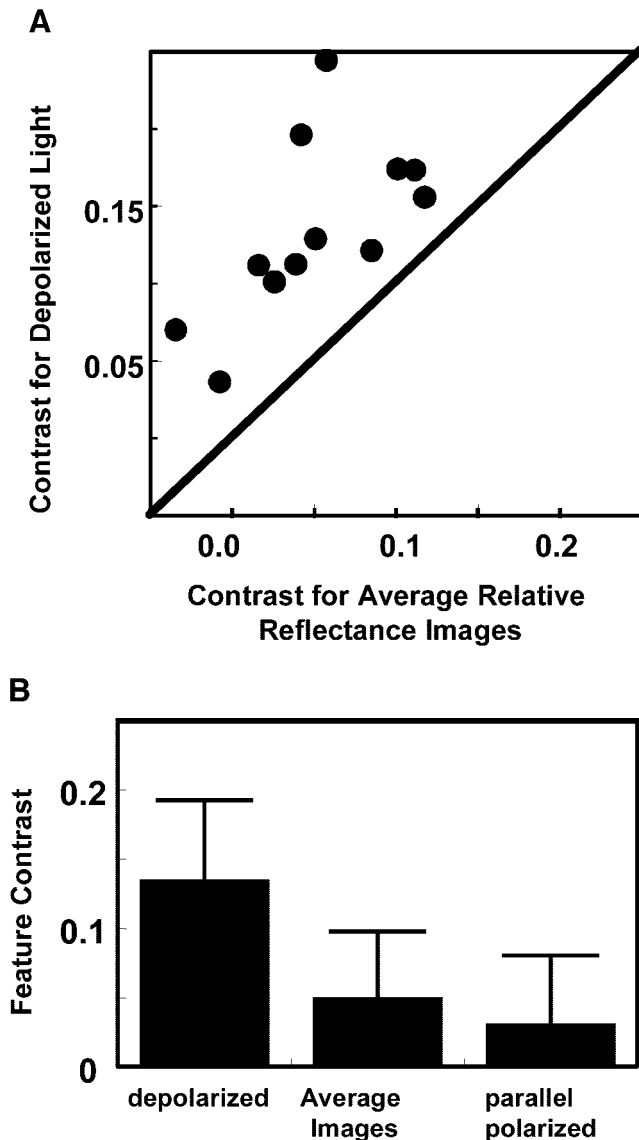 A
Contrast for Depolarized Light
0.15
0.05
0.0 0.1 0.2
Contrast for Average Relative
Reflectance Images
B
Feature Contrast
0.2
0.1
0
depolarized Average parallel
Images polarized